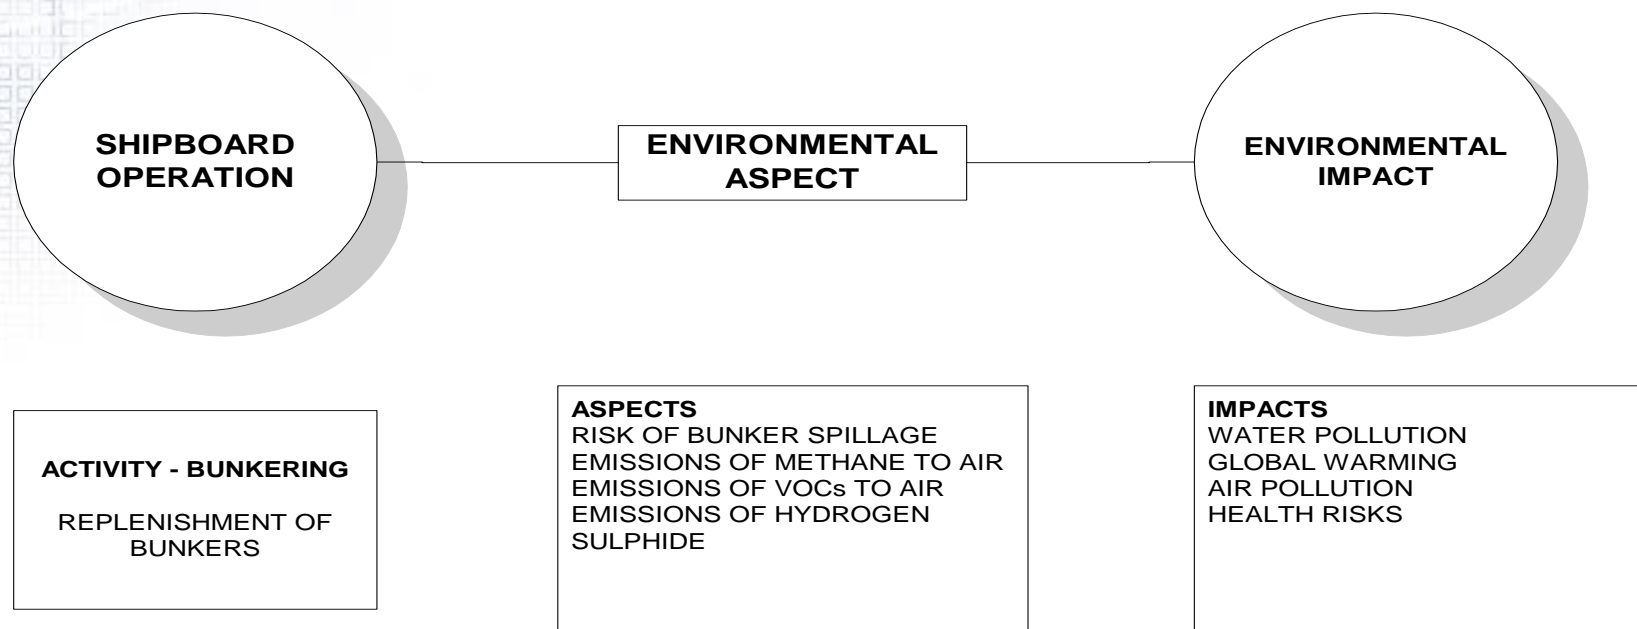 SHIPBOARD
OPERATION
ENVIRONMENTAL
ASPECT
ENVIRONMENTAL
IMPACT
ACTIVITY - BUNKERING
REPLENISHMENT OF
BUNKERS
ASPECTS
RISK OF BUNKER SPILLAGE
EMISSIONS OF METHANE TO AIR
EMISSIONS OF VOCs TO AIR
EMISSIONS OF HYDROGEN
SULPHIDE
IMPACTS
WATER POLLUTION
GLOBAL WARMING
AIR POLLUTION
HEALTH RISKS